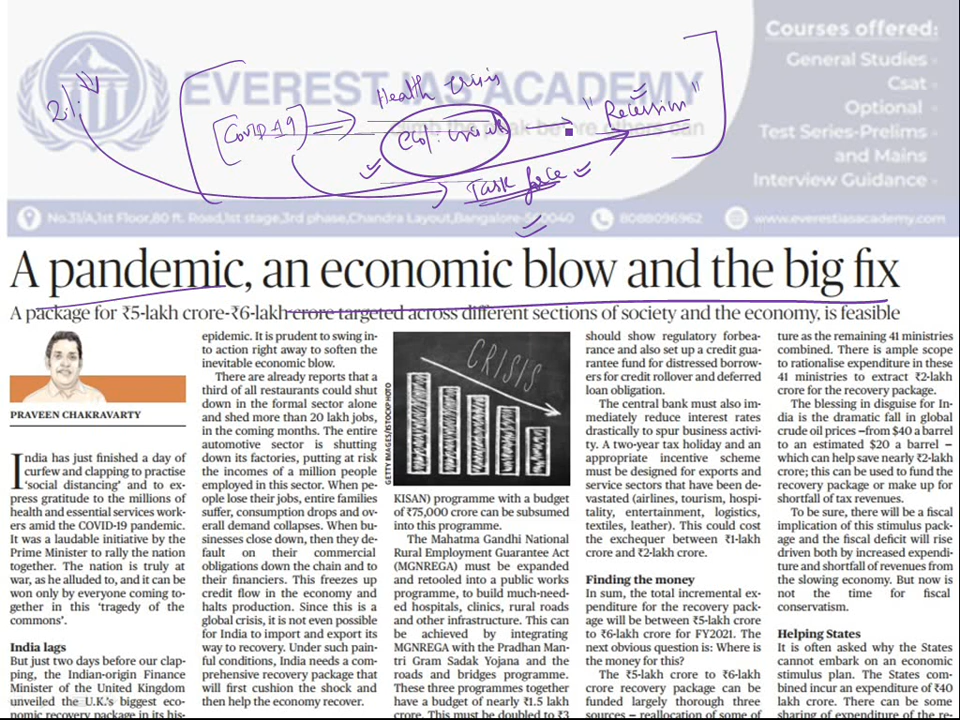 Courses offered:
General Studies
Csat
Optional
Test Series-Prelims
and Mains
Interview Guidance
EVEREST IAS ACADEMY
2%
[COVID-19]
Health crisis
"Recession"
Task force
No.31/A,1st Floor,80 ft. Road,1st stage,3rd phase,Chandra Layout,Bangalore-560040
8088096962
www.everestiasacademy.com
A pandemic, an economic blow and the big fix
A package for ₹5-lakh crore-₹6-lakh crore targeted across different sections of society and the economy, is feasible
PRAVEEN CHAKRAVARTY
India has just finished a day of
curfew and clapping to practise
'social distancing' and to ex-
press gratitude to the millions of
health and essential services work-
ers amid the COVID-19 pandemic.
It was a laudable initiative by the
Prime Minister to rally the nation
together. The nation is truly at
war, as he alluded to, and it can be
won only by everyone coming to-
gether in this 'tragedy of the
commons'.
India lags
But just two days before our clap-
ping, the Indian-origin Finance
Minister of the United Kingdom
unveiled the U.K.'s biggest eco-
nomic recovery package in its his-
epidemic. It is prudent to swing in-
to action right away to soften the
inevitable economic blow.
There are already reports that a
third of all restaurants could shut
down in the formal sector alone
and shed more than 20 lakh jobs,
in the coming months. The entire
automotive sector is shutting
down its factories, putting at risk
the incomes of a million people
employed in this sector. When peo-
ple lose their jobs, entire families
suffer, consumption drops and ov-
erall demand collapses. When bu-
sinesses close down, then they de-
fault on their commercial
obligations down the chain and to
their financiers. This freezes up
credit flow in the economy and
halts production. Since this is a
global crisis, it is not even possible
for India to import and export its
way to recovery. Under such pain-
ful conditions, India needs a com-
prehensive recovery package that
will first cushion the shock and
then help the economy recover.
CRISIS
GETTY IMAGES/ISTOCKPHOTO
KISAN) programme with a budget
of ₹75,000 crore can be subsumed
into this programme.
The Mahatma Gandhi National
Rural Employment Guarantee Act
(MGNREGA) must be expanded
and retooled into a public works
programme, to build much-need-
ed hospitals, clinics, rural roads
and other infrastructure. This can
be achieved by integrating
MGNREGA with the Pradhan Man-
tri Gram Sadak Yojana and the
roads and bridges programme.
These three programmes together
have a budget of nearly ₹1.5 lakh
crore. This must be doubled to ₹3
should show regulatory forbea-
rance and also set up a credit gua-
rantee fund for distressed borrow-
ers for credit rollover and deferred
loan obligation.
The central bank must also im-
mediately reduce interest rates
drastically to spur business activi-
ty. A two-year tax holiday and an
appropriate incentive scheme
must be designed for exports and
service sectors that have been de-
vastated (airlines, tourism, hospi-
tality, entertainment, logistics,
textiles, leather). This could cost
the exchequer between ₹1-lakh
crore and ₹2-lakh crore.
Finding the money
In sum, the total incremental ex-
penditure for the recovery pack-
age will be between ₹5-lakh crore
to ₹6-lakh crore for FY2021. The
next obvious question is: Where is
the money for this?
The ₹5-lakh crore to ₹6-lakh
crore recovery package can be
funded largely thorough three
sources – reallocation of some of
ture as the remaining 41 ministries
combined. There is ample scope
to rationalise expenditure in these
41 ministries to extract ₹2-lakh
crore for the recovery package.
The blessing in disguise for In-
dia is the dramatic fall in global
crude oil prices –from $40 a barrel
to an estimated $20 a barrel –
which can help save nearly ₹2-lakh
crore; this can be used to fund the
recovery package or make up for
shortfall of tax revenues.
To be sure, there will be a fiscal
implication of this stimulus pack-
age and the fiscal deficit will rise
driven both by increased expendi-
ture and shortfall of revenues from
the slowing economy. But now is
not the time for fiscal
conservatism.
Helping States
It is often asked why the States
cannot embark on an economic
stimulus plan. The States com-
bined incur an expenditure of ₹40
lakh crore. There can be some
sharing of expenditure of the re-